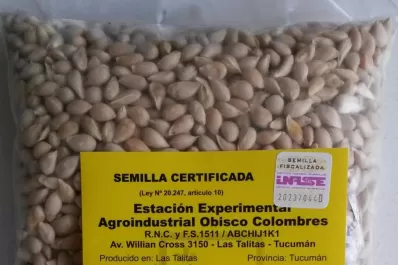 SEMILLA CERTIFICADA
(Ley Nº 20.247, artículo 10)
SEMILLA
FISCALIZADA
INASE
Estación Experimental
Agroindustrial Obisco Colombres
R.N.C. y F.S.1511 / ABCHIJ1K1
Av. Willian Cross 3150 - Las Talitas - Tucumán
Producido en: Las Talitas
Provincia: Tucumán